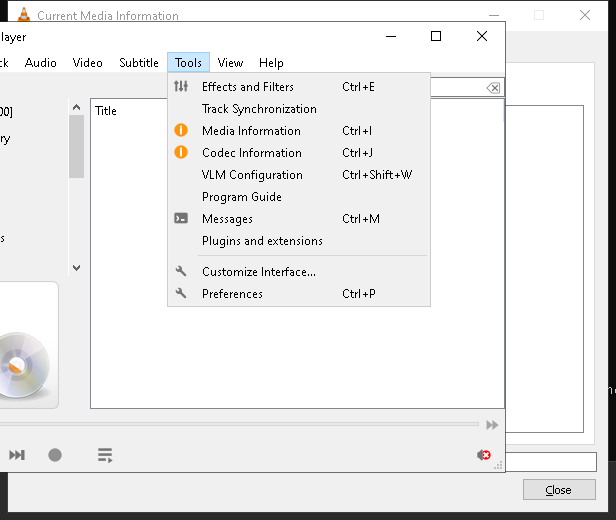 Current Media Information
layer
ck Audio Video Subtitle Tools View Help
Effects and Filters Ctrl+E
Track Synchronization
Media Information Ctrl+I
Codec Information Ctrl+J
VLM Configuration Ctrl+Shift+W
Program Guide
Messages Ctrl+M
Plugins and extensions
Customize Interface...
Preferences Ctrl+P
00]
ry
s
Title
Close